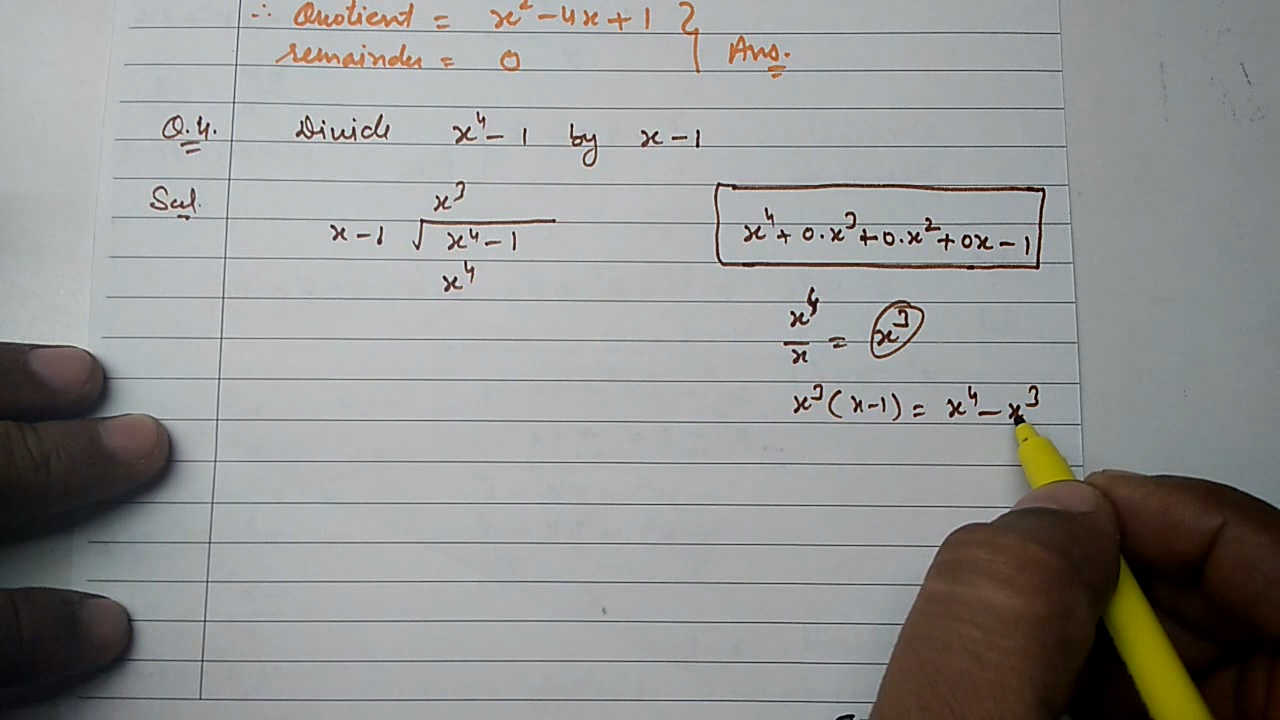 ∴ Quotient = x² - 4x + 1 }
remainder = 0 Ans.
Q.4. Divide x⁴ - 1 by x - 1
Sol. x³
x - 1 √ x⁴ - 1
x⁴
x⁴ + 0.x³ + 0.x² + 0x - 1
x⁴/x = x³
x³(x-1) = x⁴ - x³